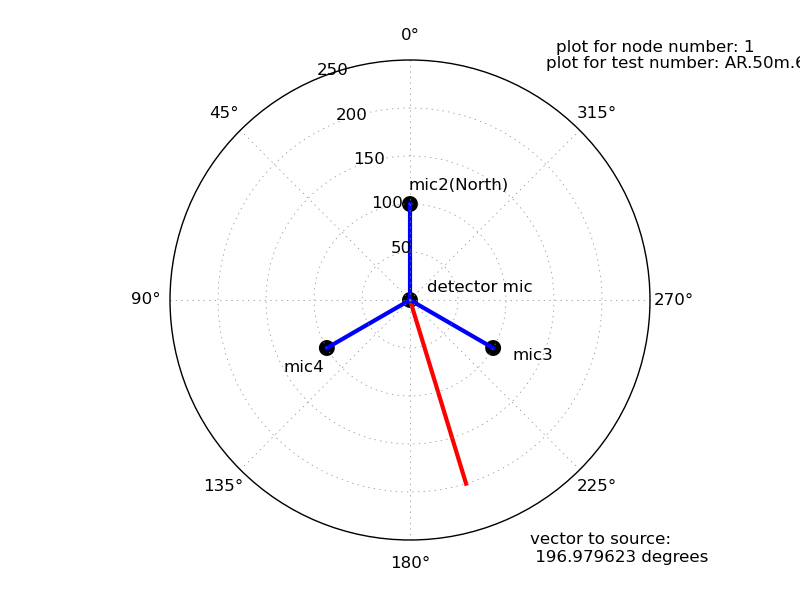 0°
plot for node number: 1
plot for test number: AR.50m.6
250
45°
200
315°
150
mic2(North)
100
50
detector mic
90°
270°
mic4
mic3
135°
225°
vector to source:
196.979623 degrees
180°